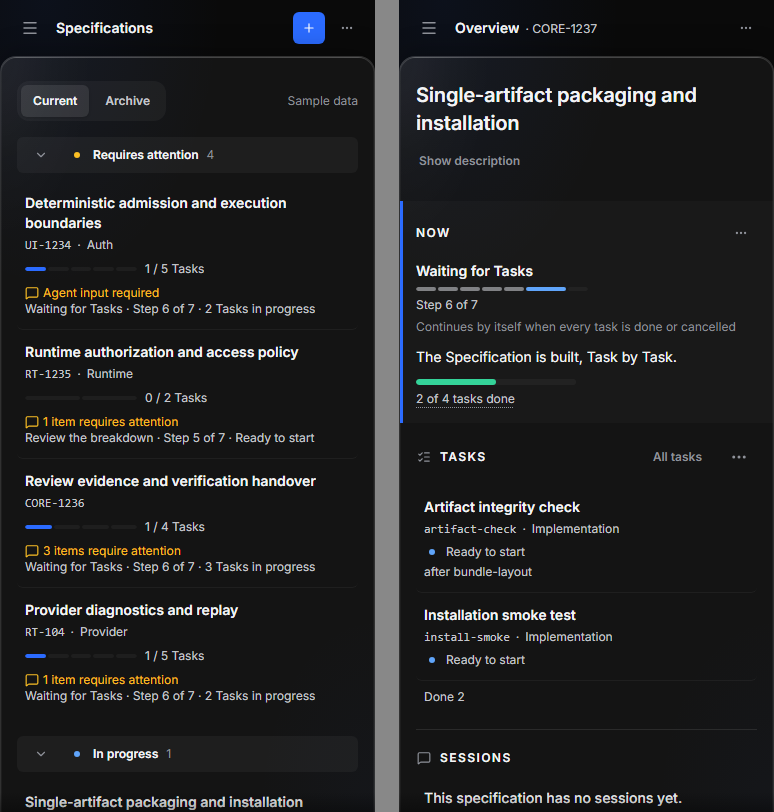 Specifications
Current
Archive
Sample data
Requires attention 4
Deterministic admission and execution
boundaries
UI-1234 · Auth
1 / 5 Tasks
Agent input required
Waiting for Tasks · Step 6 of 7 · 2 Tasks in progress
Runtime authorization and access policy
RT-1235 · Runtime
0 / 2 Tasks
1 item requires attention
Review the breakdown · Step 5 of 7 · Ready to start
Review evidence and verification handover
CORE-1236
1 / 4 Tasks
3 items require attention
Waiting for Tasks · Step 6 of 7 · 3 Tasks in progress
Provider diagnostics and replay
RT-104 · Provider
1 / 5 Tasks
1 item requires attention
Waiting for Tasks · Step 6 of 7 · 2 Tasks in progress
In progress 1
Single-artifact packaging and installation
Overview · CORE-1237
Single-artifact packaging and
installation
Show description
NOW
Waiting for Tasks
Step 6 of 7
Continues by itself when every task is done or cancelled
The Specification is built, Task by Task.
2 of 4 tasks done
TASKS
All tasks
Artifact integrity check
artifact-check · Implementation
Ready to start
after bundle-layout
Installation smoke test
install-smoke · Implementation
Ready to start
Done 2
SESSIONS
This specification has no sessions yet.